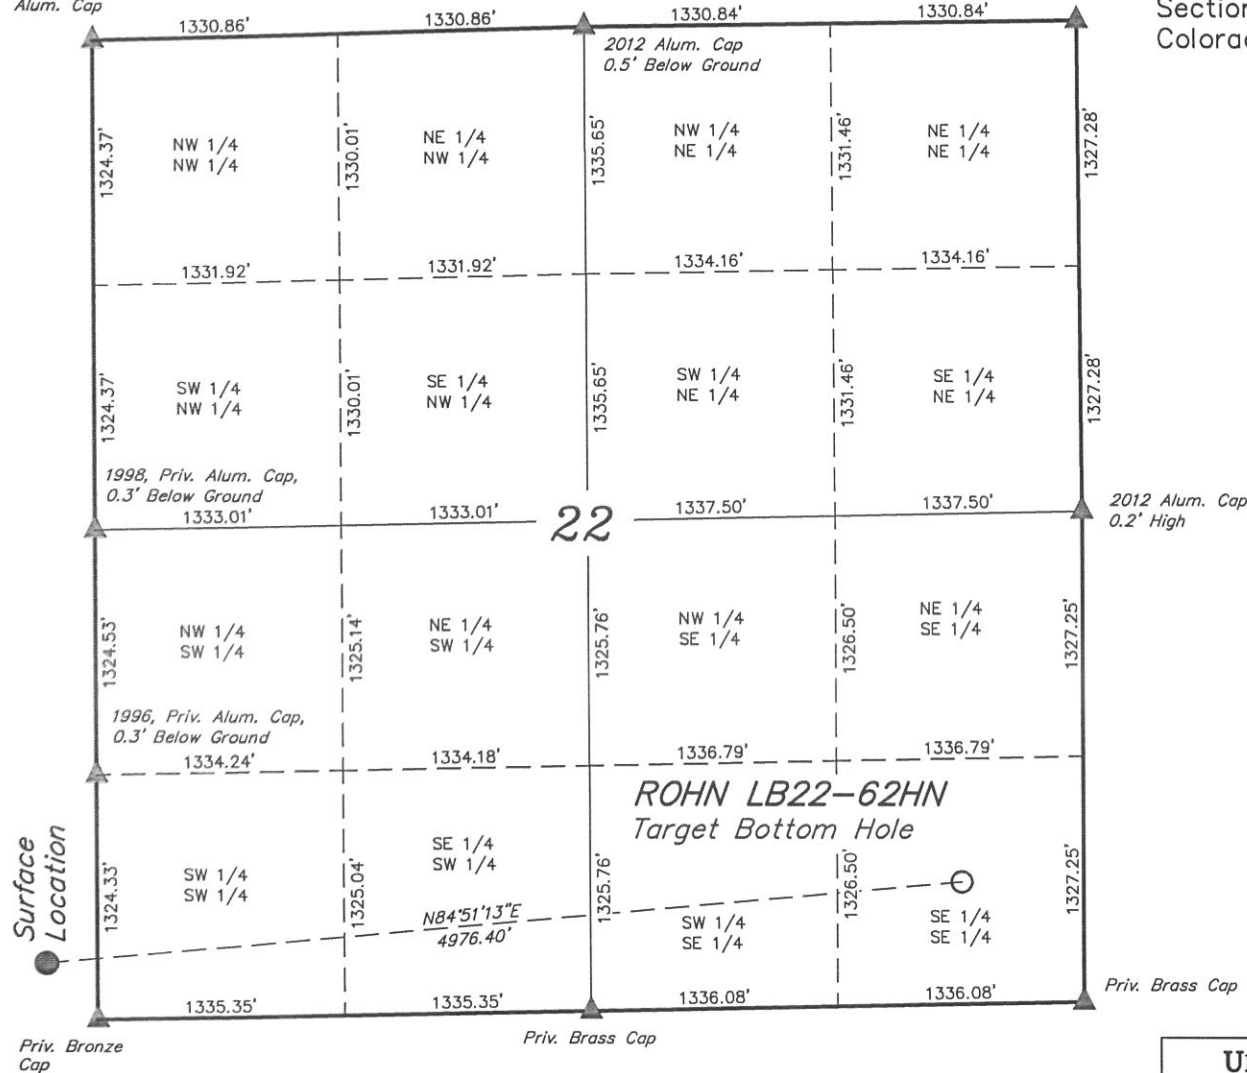 Alum. Cap
1330.86'
1330.86'
1330.84'
1330.84'
Section
2012 Alum. Cap
0.5' Below Ground
1324.37'
NW 1/4
NW 1/4
1330.01'
NE 1/4
NW 1/4
1335.65'
NW 1/4
NE 1/4
1331.46'
NE 1/4
NE 1/4
1327.28'
1331.92'
1331.92'
1334.16'
1334.16'
1324.37'
SW 1/4
NW 1/4
1330.01'
SE 1/4
NW 1/4
1335.65'
SW 1/4
NE 1/4
1331.46'
SE 1/4
NE 1/4
1327.28'
1998, Priv. Alum. Cap,
0.3' Below Ground
1333.01'
1333.01'
22
1337.50'
1337.50'
2012 Alum. Cap
0.2' High
1324.53'
NW 1/4
SW 1/4
1325.14'
NE 1/4
SW 1/4
1325.76'
NW 1/4
SE 1/4
1326.50'
NE 1/4
SE 1/4
1327.25'
1996, Priv. Alum. Cap,
0.3' Below Ground
1334.24'
1334.18'
1336.79'
1336.79'
ROHN LB22-62HN
Target Bottom Hole
Surface
Location
1324.33'
SW 1/4
SW 1/4
1325.04'
SE 1/4
SW 1/4
N84°51'13"E
4976.40'
1325.76'
SW 1/4
SE 1/4
1326.50'
SE 1/4
SE 1/4
1327.25'
1335.35'
1335.35'
1336.08'
1336.08'
Priv. Brass Cap
Priv. Brass Cap
Priv. Bronze
Cap